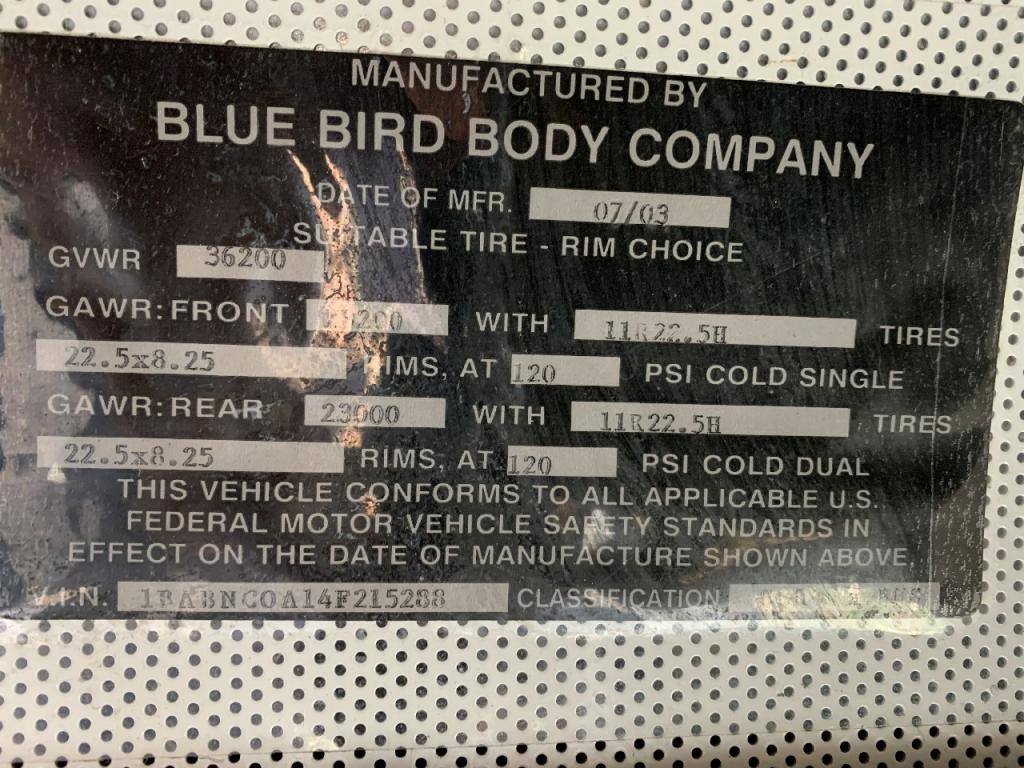 MANUFACTURED BY
BLUE BIRD BODY COMPANY
DATE OF MFR. 07/03
SUITABLE TIRE - RIM CHOICE
GVWR 36200
GAWR: FRONT WITH 11R22.5H TIRES
22.5x8.25 RIMS, AT 120 PSI COLD SINGLE
GAWR: REAR 23000 WITH 11R22.5H TIRES
22.5x8.25 RIMS, AT 120 PSI COLD DUAL
THIS VEHICLE CONFORMS TO ALL APPLICABLE U.S.
FEDERAL MOTOR VEHICLE SAFETY STANDARDS IN
EFFECT ON THE DATE OF MANUFACTURE SHOWN ABOVE
V.I.N. 1BABNC0A14F215288 CLASSIFICATION BUS